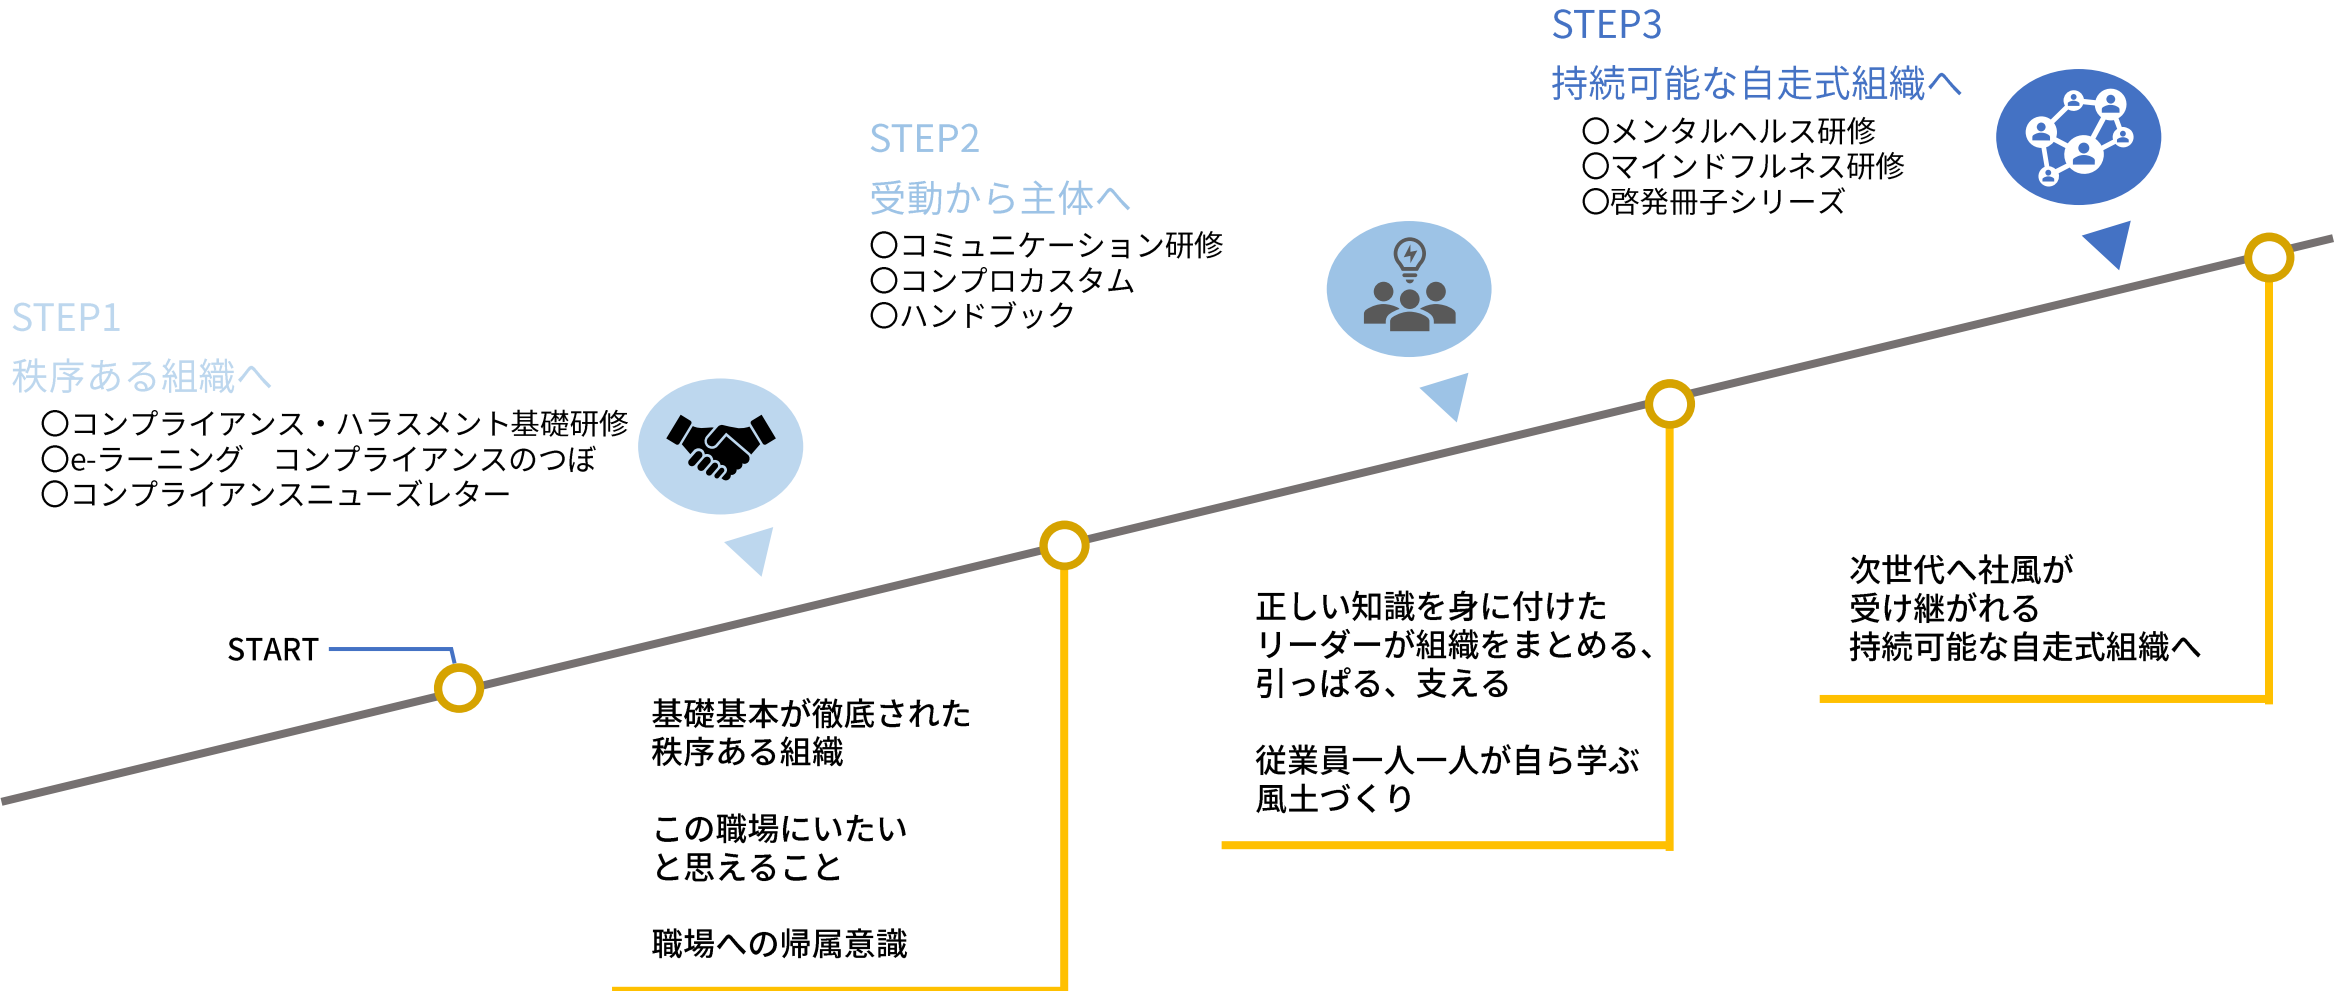 STEP1
秩序ある組織へ
〇コンプライアンス・ハラスメント基礎研修
〇e-ラーニング　コンプライアンスのつぼ
〇コンプライアンスニューズレター
STEP2
受動から主体へ
〇コミュニケーション研修
〇コンプロカスタム
〇ハンドブック
STEP3
持続可能な自走式組織へ
〇メンタルヘルス研修
〇マインドフルネス研修
〇啓発冊子シリーズ
START
基礎基本が徹底された
秩序ある組織
この職場にいたい
と思えること
職場への帰属意識
正しい知識を身に付けた
リーダーが組織をまとめる、
引っぱる、支える
従業員一人一人が自ら学ぶ
風土づくり
次世代へ社風が
受け継がれる
持続可能な自走式組織へ